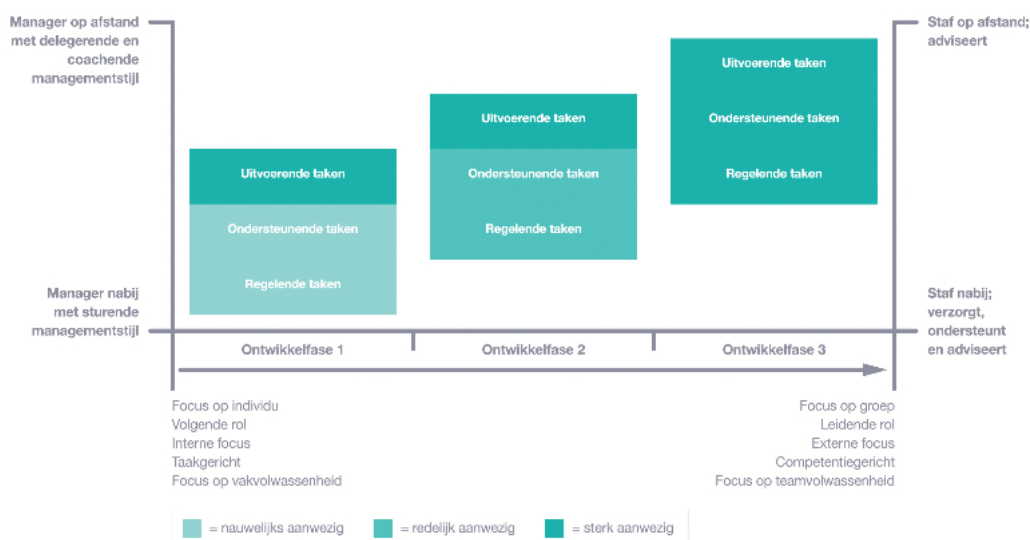 Manager op afstand
met delegerende en
coachende
managementstijl
Staf op afstand;
adviseert
Uitvoerende taken
Ondersteunende taken
Regelende taken
Uitvoerende taken
Ondersteunende taken
Regelende taken
Uitvoerende taken
Ondersteunende taken
Regelende taken
Manager nabij
met sturende
managementstijl
Staf nabij;
verzorgt,
ondersteunt
en adviseert
Ontwikkelfase 1
Ontwikkelfase 2
Ontwikkelfase 3
Focus op individu
Volgende rol
Interne focus
Taakgericht
Focus op vakvolwassenheid
Focus op groep
Leidende rol
Externe focus
Competentiegericht
Focus op teamvolwassenheid
= nauwelijks aanwezig
= redelijk aanwezig
= sterk aanwezig